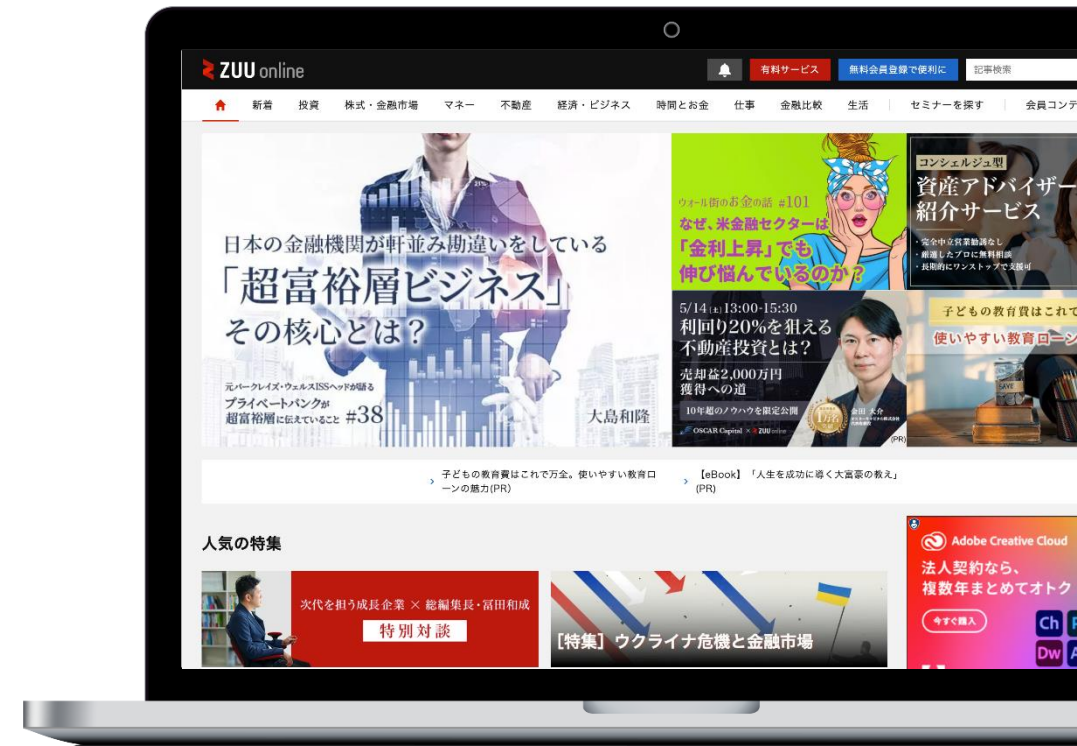 ZUU online
有料サービス
無料会員登録で便利に
記事検索
新着
投資
株式・金融市場
マネー
不動産
経済・ビジネス
時間とお金
仕事
金融比較
生活
セミナーを探す
会員コンテ
21%
日本の金融機関が軒並み勘違いをしている
「超富裕層ビジネス」
その核心とは？
元バークレイズ・ウェルスISSヘッドが語る
プライベートバンクが
超富裕層に伝えていること #38
大島和隆
ウォール街のお金の話 #101
なぜ、米金融セクターは
「金利上昇」でも
伸び悩んでいるのか？
コンシェルジュ型
資産アドバイザー
紹介サービス
・完全中立営業勧誘なし
・厳選したプロに無料相談
・長期的にワンストップで支援可
5/14(土)13:00-15:30
利回り20%を狙える
不動産投資とは？
売却益2,000万円
獲得への道
10年超のノウハウを限定公開
OSCAR Capital × ZUU online
金田 大介
(PR)
子どもの教育費はこれで
使いやすい教育ローン
SAVE
子どもの教育費はこれで万全。使いやすい教育ロ
ーンの魅力(PR)
【eBook】「人生を成功に導く大富豪の教え」
(PR)
人気の特集
次代を担う成長企業 × 総編集長・冨田和成
特別対談
[特集] ウクライナ危機と金融市場
Adobe Creative Cloud
法人契約なら、
複数年まとめてオトク
今すぐ購入
Ch
Dw